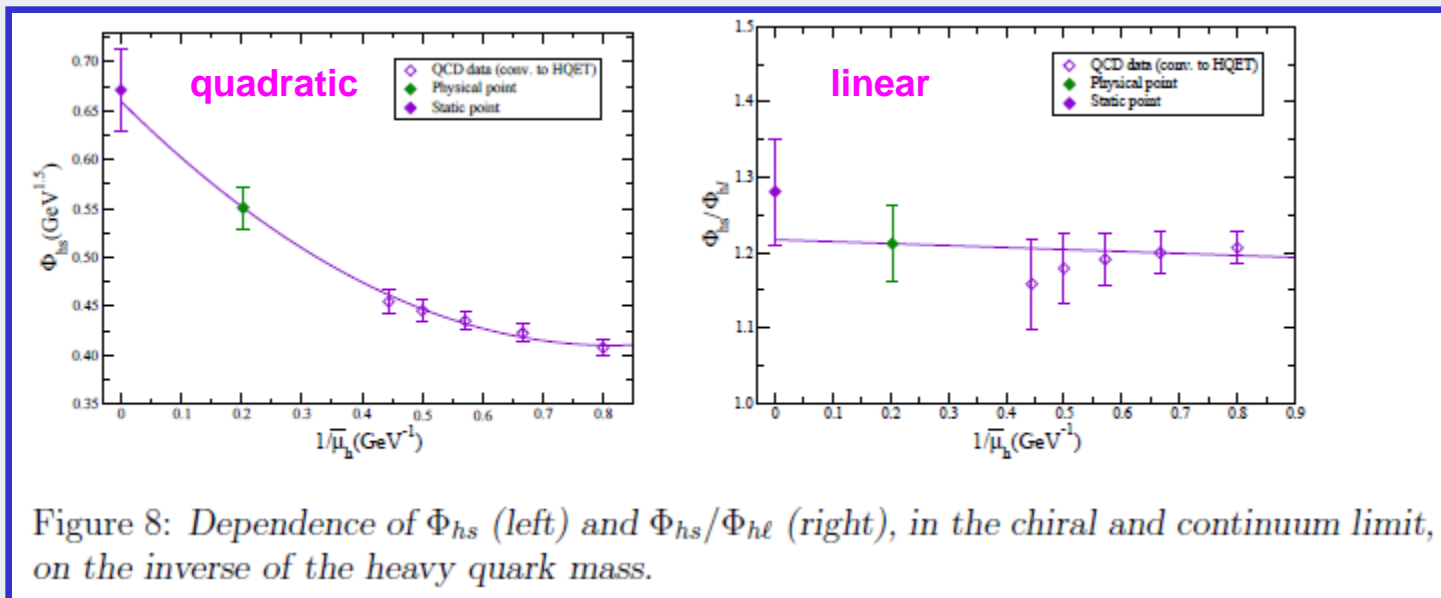 quadratic
QCD data (conv. to HQET)
Physical point
Static point
0.70
0.65
0.60
0.55
0.50
0.45
0.40
0.35
Φhs(GeV^1.5)
0 0.1 0.2 0.3 0.4 0.5 0.6 0.7 0.8
1/μ̅h(GeV^-1)
linear
QCD data (conv. to HQET)
Physical point
Static point
1.5
1.4
1.3
1.2
1.1
1.0
Φhs/Φhℓ
0 0.1 0.2 0.3 0.4 0.5 0.6 0.7 0.8 0.9
1/μ̅h(GeV^-1)
Figure 8: Dependence of Φhs (left) and Φhs/Φhℓ (right), in the chiral and continuum limit,
on the inverse of the heavy quark mass.